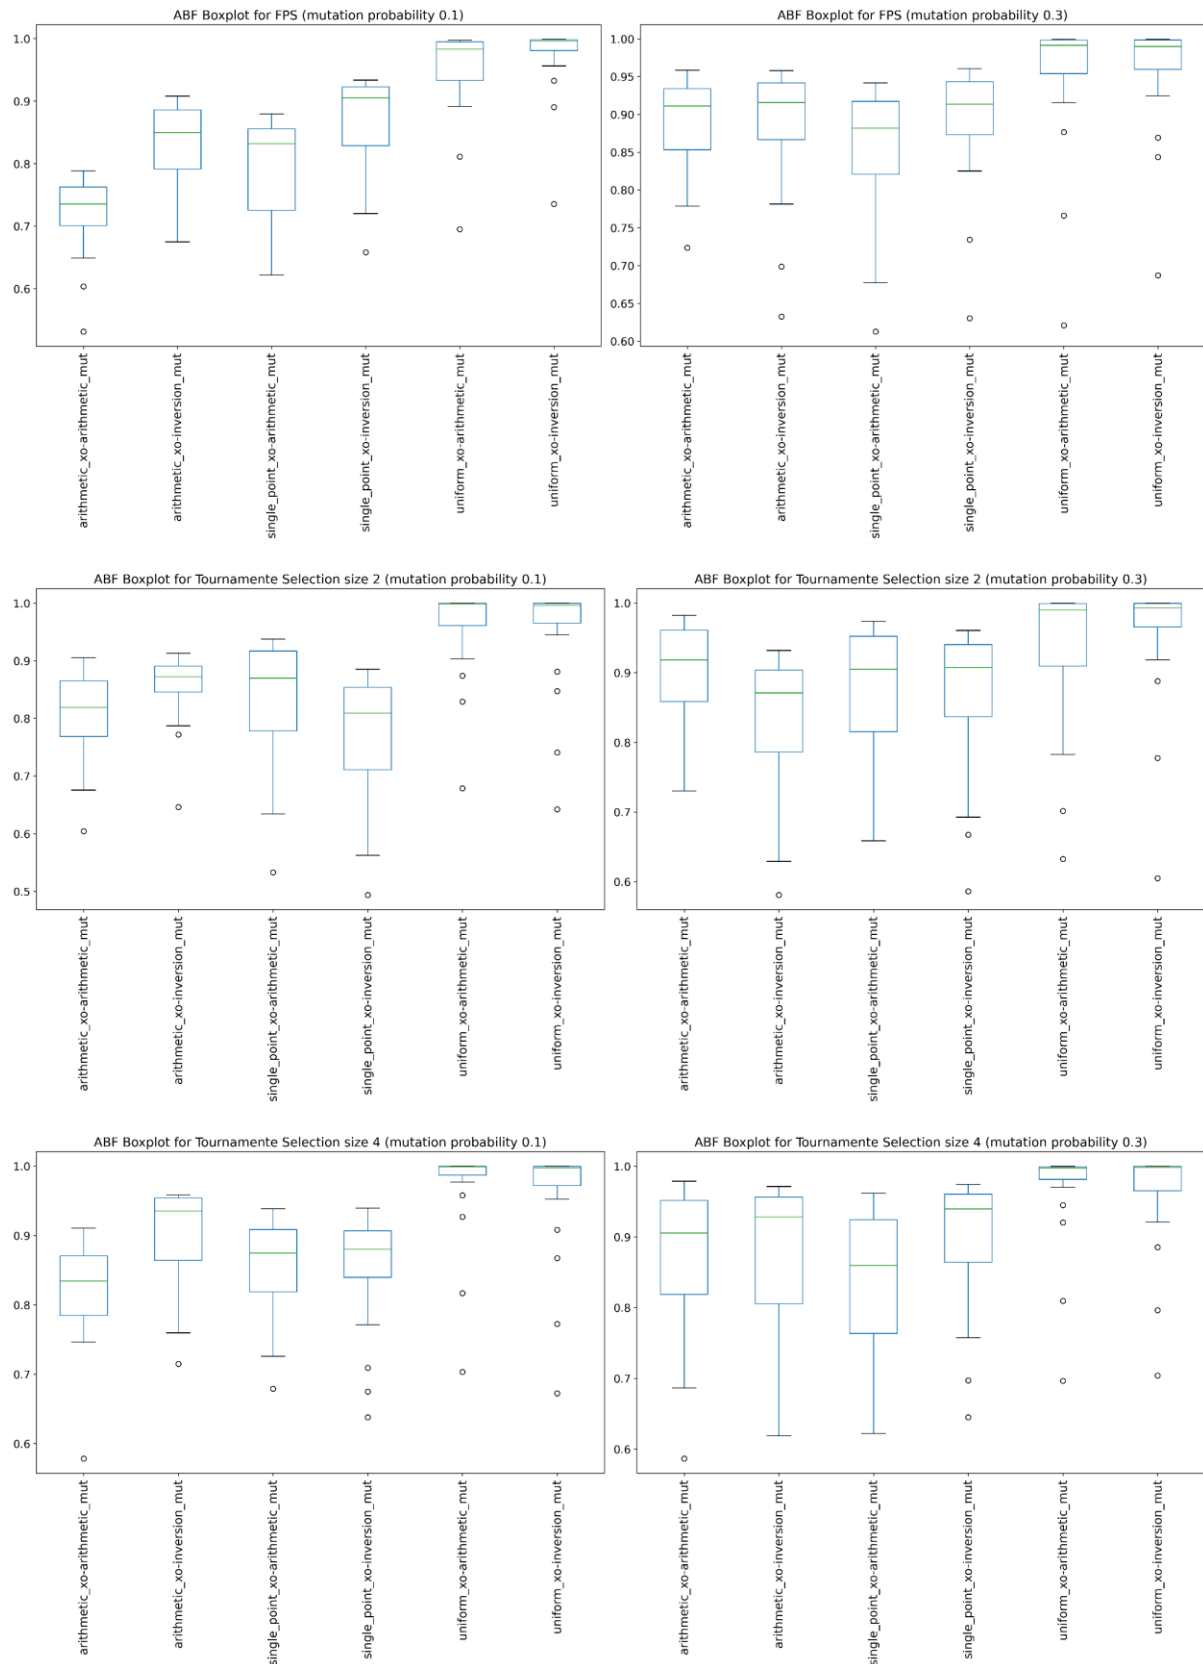 ABF Boxplot for FPS (mutation probability 0.1)
1.0
0.9
0.8
0.7
0.6
arithmetic_xo-arithmetic_mut
arithmetic_xo-inversion_mut
single_point_xo-arithmetic_mut
single_point_xo-inversion_mut
uniform_xo-arithmetic_mut
uniform_xo-inversion_mut
ABF Boxplot for FPS (mutation probability 0.3)
1.00
0.95
0.90
0.85
0.80
0.75
0.70
0.65
0.60
arithmetic_xo-arithmetic_mut
arithmetic_xo-inversion_mut
single_point_xo-arithmetic_mut
single_point_xo-inversion_mut
uniform_xo-arithmetic_mut
uniform_xo-inversion_mut
ABF Boxplot for Tournamente Selection size 2 (mutation probability 0.1)
1.0
0.9
0.8
0.7
0.6
0.5
arithmetic_xo-arithmetic_mut
arithmetic_xo-inversion_mut
single_point_xo-arithmetic_mut
single_point_xo-inversion_mut
uniform_xo-arithmetic_mut
uniform_xo-inversion_mut
ABF Boxplot for Tournamente Selection size 2 (mutation probability 0.3)
1.0
0.9
0.8
0.7
0.6
arithmetic_xo-arithmetic_mut
arithmetic_xo-inversion_mut
single_point_xo-arithmetic_mut
single_point_xo-inversion_mut
uniform_xo-arithmetic_mut
uniform_xo-inversion_mut
ABF Boxplot for Tournamente Selection size 4 (mutation probability 0.1)
1.0
0.9
0.8
0.7
0.6
arithmetic_xo-arithmetic_mut
arithmetic_xo-inversion_mut
single_point_xo-arithmetic_mut
single_point_xo-inversion_mut
uniform_xo-arithmetic_mut
uniform_xo-inversion_mut
ABF Boxplot for Tournamente Selection size 4 (mutation probability 0.3)
1.0
0.9
0.8
0.7
0.6
arithmetic_xo-arithmetic_mut
arithmetic_xo-inversion_mut
single_point_xo-arithmetic_mut
single_point_xo-inversion_mut
uniform_xo-arithmetic_mut
uniform_xo-inversion_mut